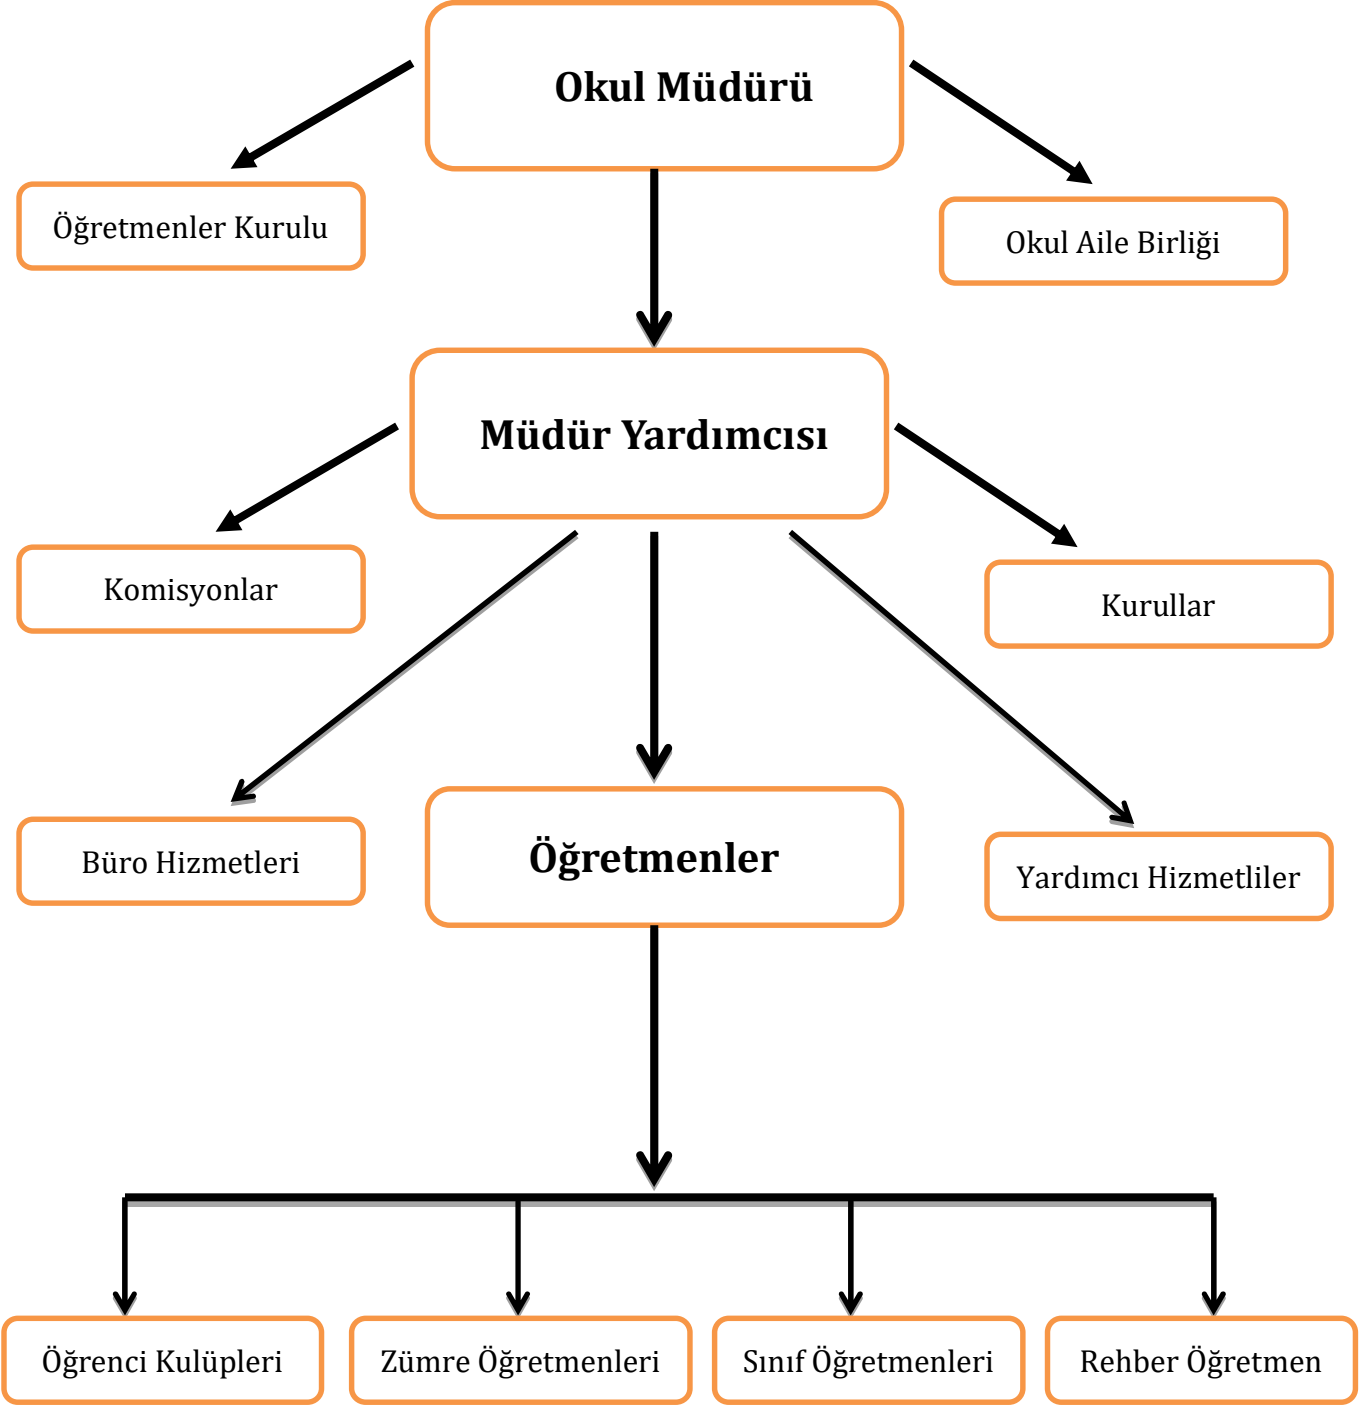 Okul Müdürü
Öğretmenler Kurulu
Okul Aile Birliği
Müdür Yardımcısı
Komisyonlar
Kurullar
Büro Hizmetleri
Öğretmenler
Yardımcı Hizmetliler
Öğrenci Kulüpleri
Zümre Öğretmenleri
Sınıf Öğretmenleri
Rehber Öğretmen